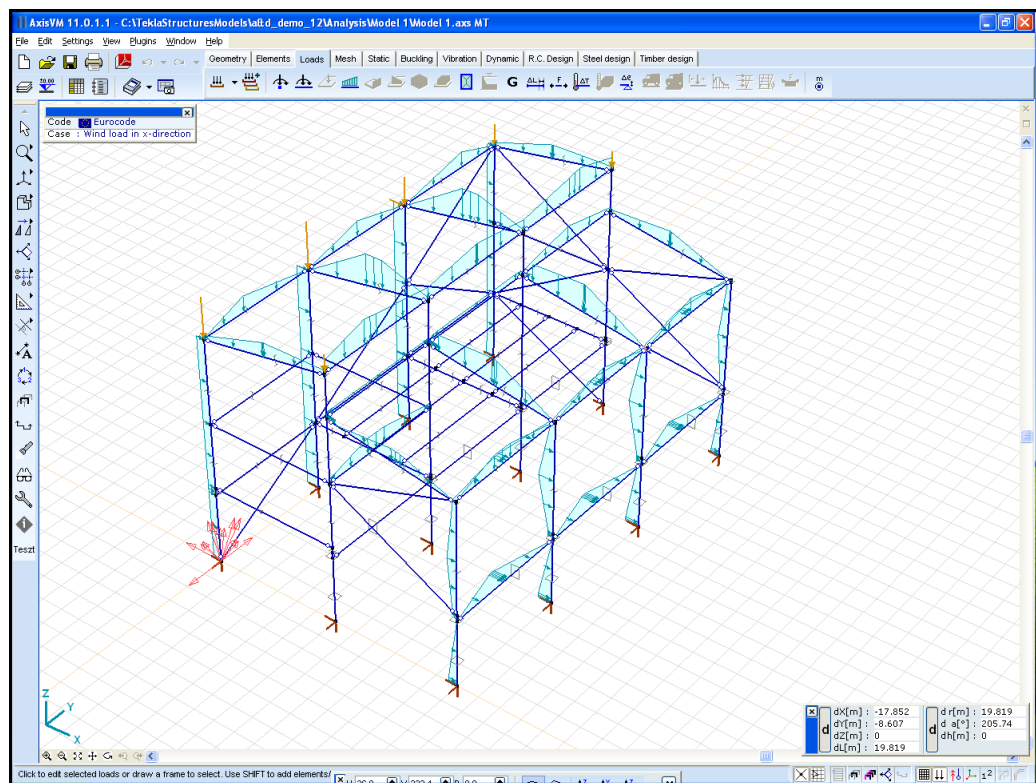 AxisVM 11.0.1.1 - C:\TeklaStructuresModels\aftd_demo_12\Analysis\Model 1\Model 1.axs MT
File Edit Settings View Plugins Window Help
Geometry Elements Loads Mesh Static Buckling Vibration Dynamic R.C. Design Steel design Timber design
Code Eurocode
Case : Wind load in x-direction
Teszt
Z
Y
X
dX[m] : -17.852
dY[m] : -8.607
dZ[m] : 0
dL[m] : 19.819
d r[m] : 19.819
d a[°] : 205.74
dh[m] : 0
d
d
Click to edit selected loads or draw a frame to select. Use SHIFT to add elements/